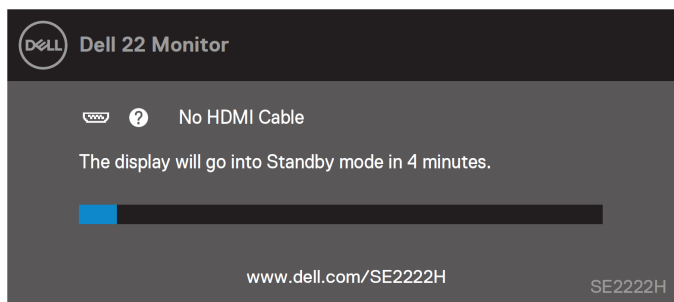 DELL Dell 22 Monitor
? No HDMI Cable
The display will go into Standby mode in 4 minutes.
www.dell.com/SE2222H
SE2222H